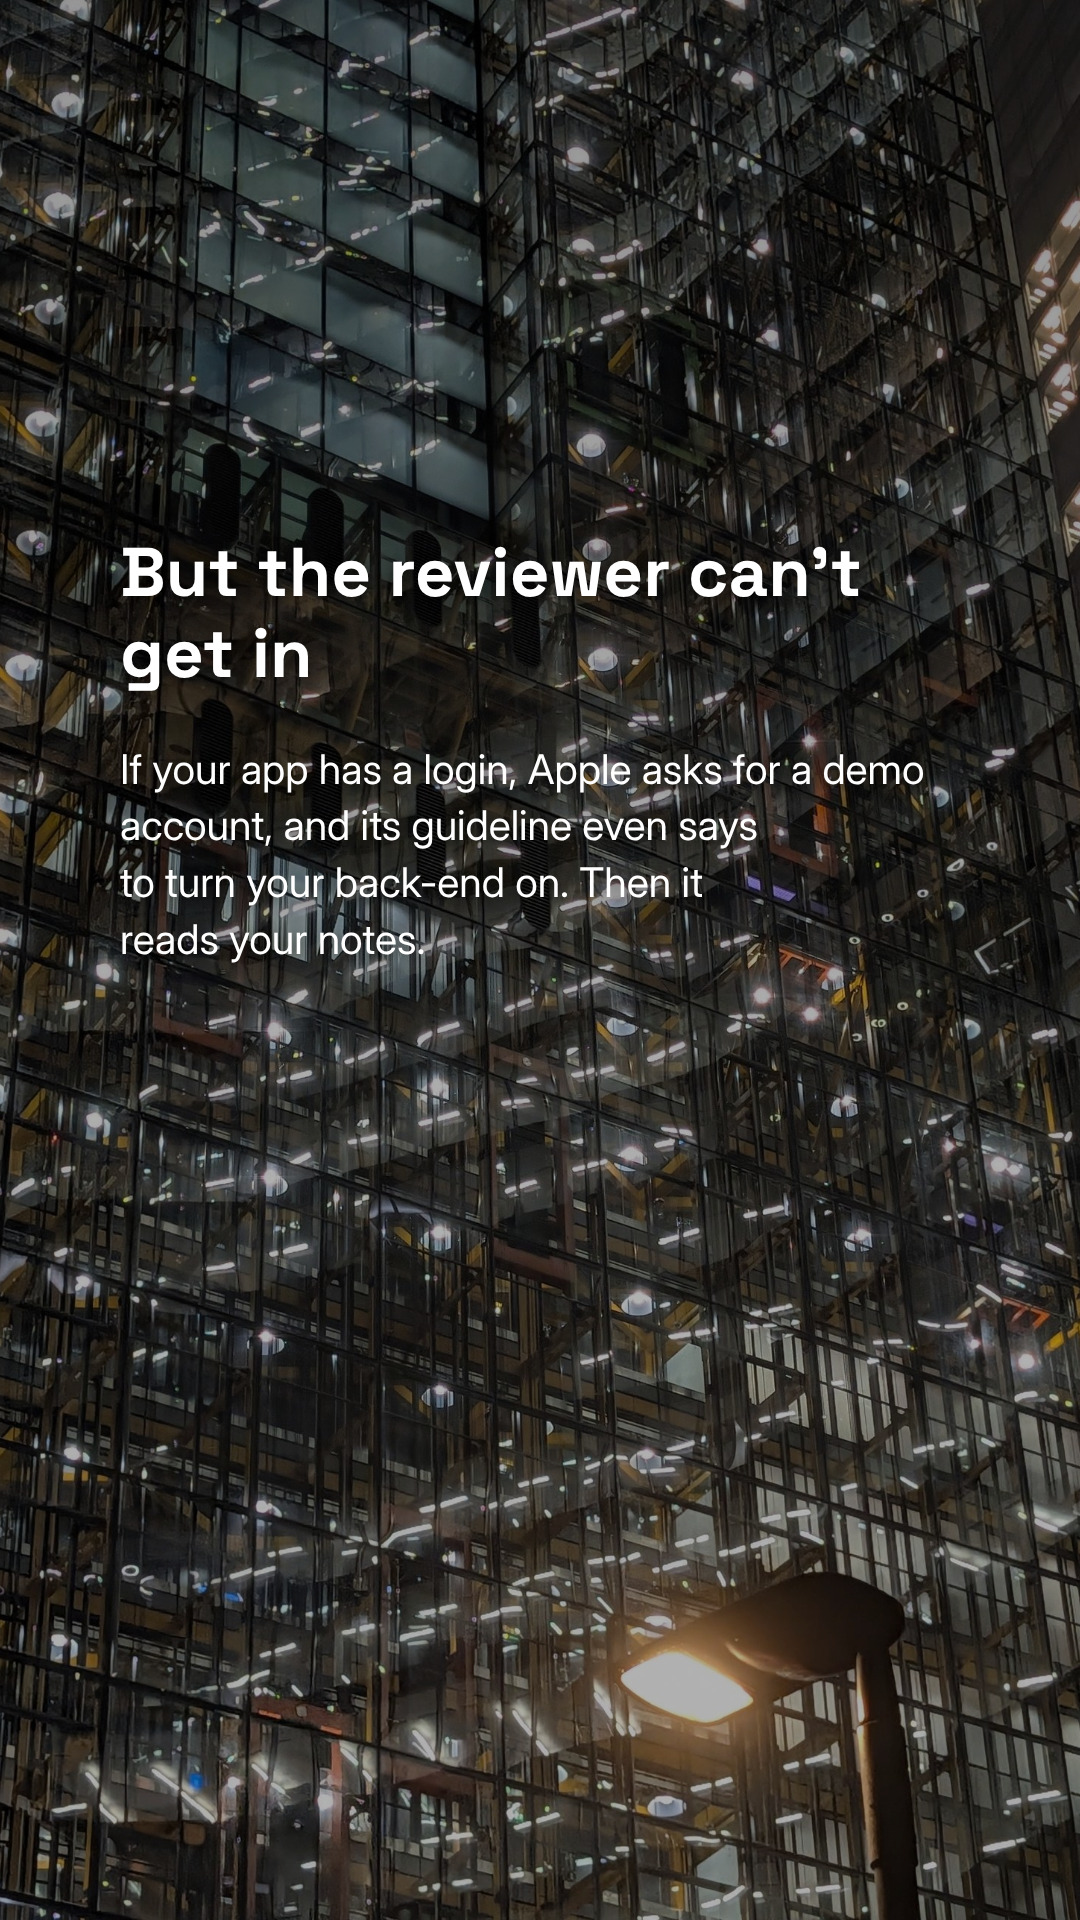 But the reviewer can’t
get in
If your app has a login, Apple asks for a demo
account, and its guideline even says
to turn your back-end on. Then it
reads your notes.